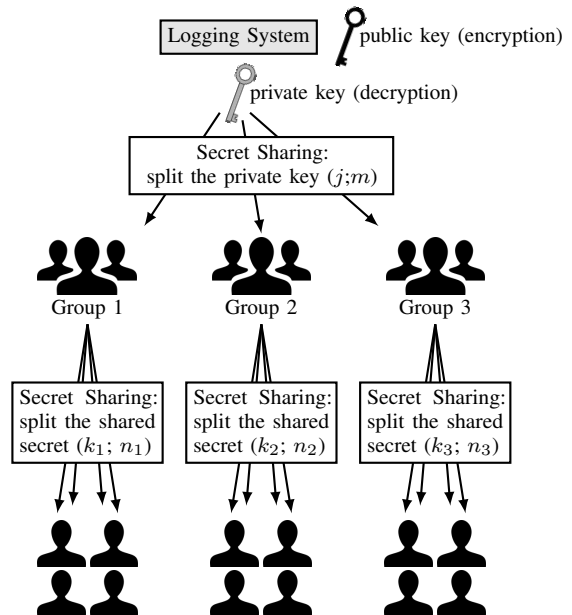 Logging System
public key (encryption)
private key (decryption)
Secret Sharing:
split the private key (j;m)
Group 1
Group 2
Group 3
Secret Sharing:
split the shared
secret (k₁; n₁)
Secret Sharing:
split the shared
secret (k₂; n₂)
Secret Sharing:
split the shared
secret (k₃; n₃)